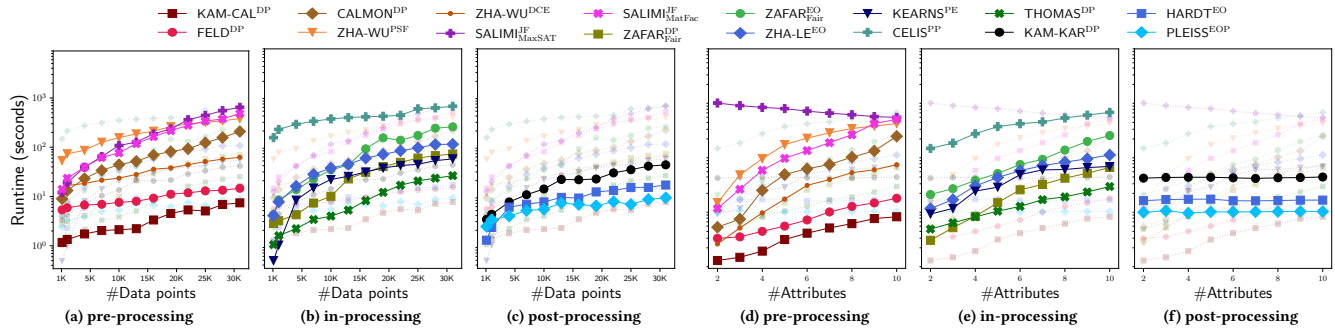 KAM-CAL^DP CALMON^DP ZHA-WU^DCE SALIMI^JF_MatFac ZAFAR^EO_Fair KEARNS^PE THOMAS^DP HARDT^EO
FELD^DP ZHA-WU^PSF SALIMI^JF_MaxSAT ZAFAR^DP_Fair ZHA-LE^EO CELIS^PP KAM-KAR^DP PLEISS^EOP
Runtime (seconds)
10^3
10^2
10^1
10^0
1K 5K 10K 15K 20K 25K 30K 1K 5K 10K 15K 20K 25K 30K 1K 5K 10K 15K 20K 25K 30K 2 4 6 8 10 2 4 6 8 10 2 4 6 8 10
#Data points #Data points #Data points #Attributes #Attributes #Attributes
(a) pre-processing (b) in-processing (c) post-processing (d) pre-processing (e) in-processing (f) post-processing